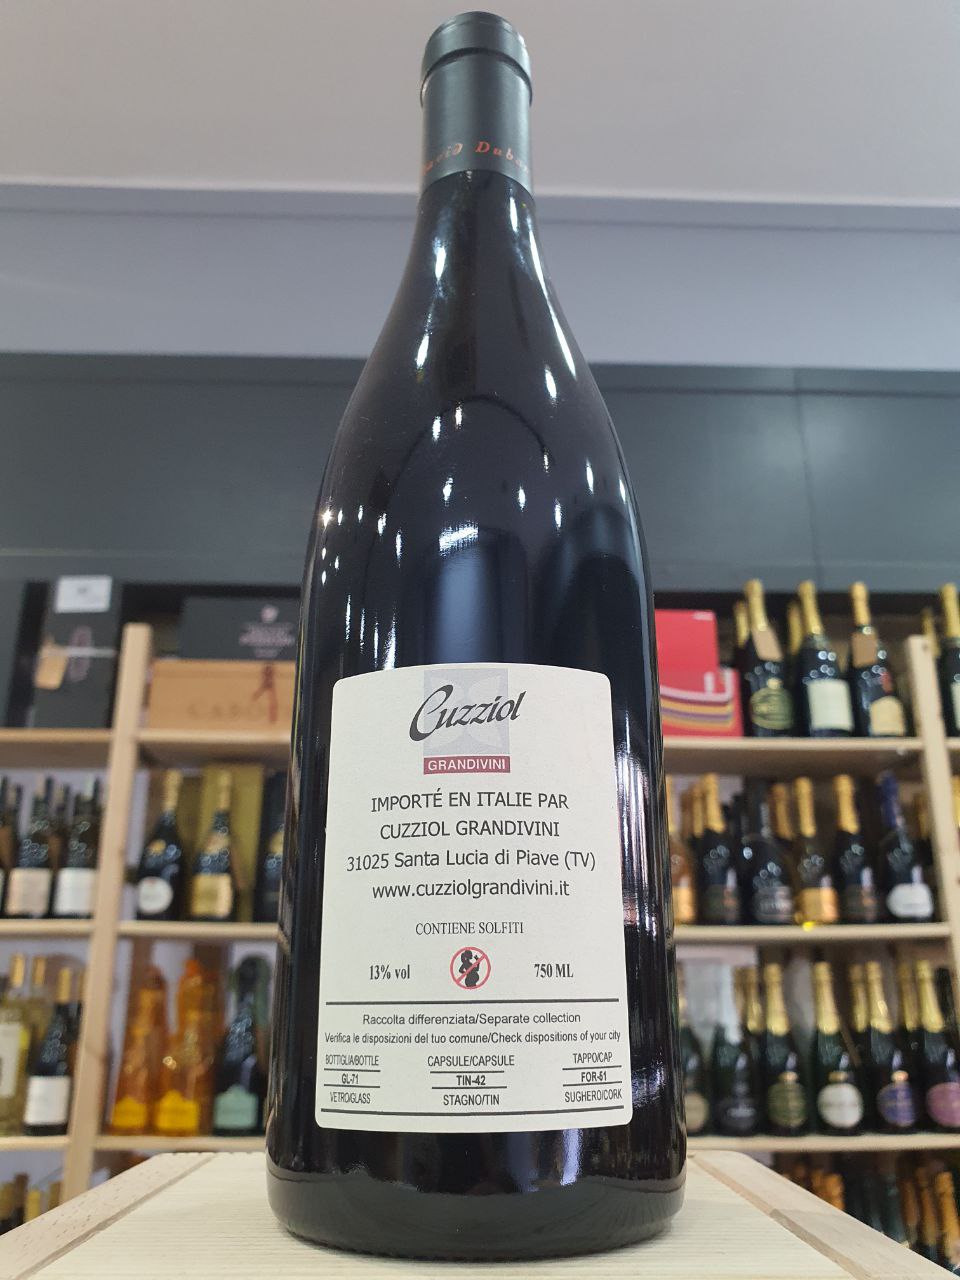 David Duba
Cuzziol
GRANDIVINI
IMPORTÉ EN ITALIE PAR
CUZZIOL GRANDIVINI
31025 Santa Lucia di Piave (TV)
www.cuzziolgrandivini.it
CONTIENE SOLFITI
13% vol 750 ML
Raccolta differenziata/Separate collection
Verifica le disposizioni del tuo comune/Check dispositions of your city
BOTTIGLIA/BOTTLE CAPSULE/CAPSULE TAPPO/CAP
GL-71 TIN-42 FOR-51
VETRO/GLASS STAGNO/TIN SUGHERO/CORK